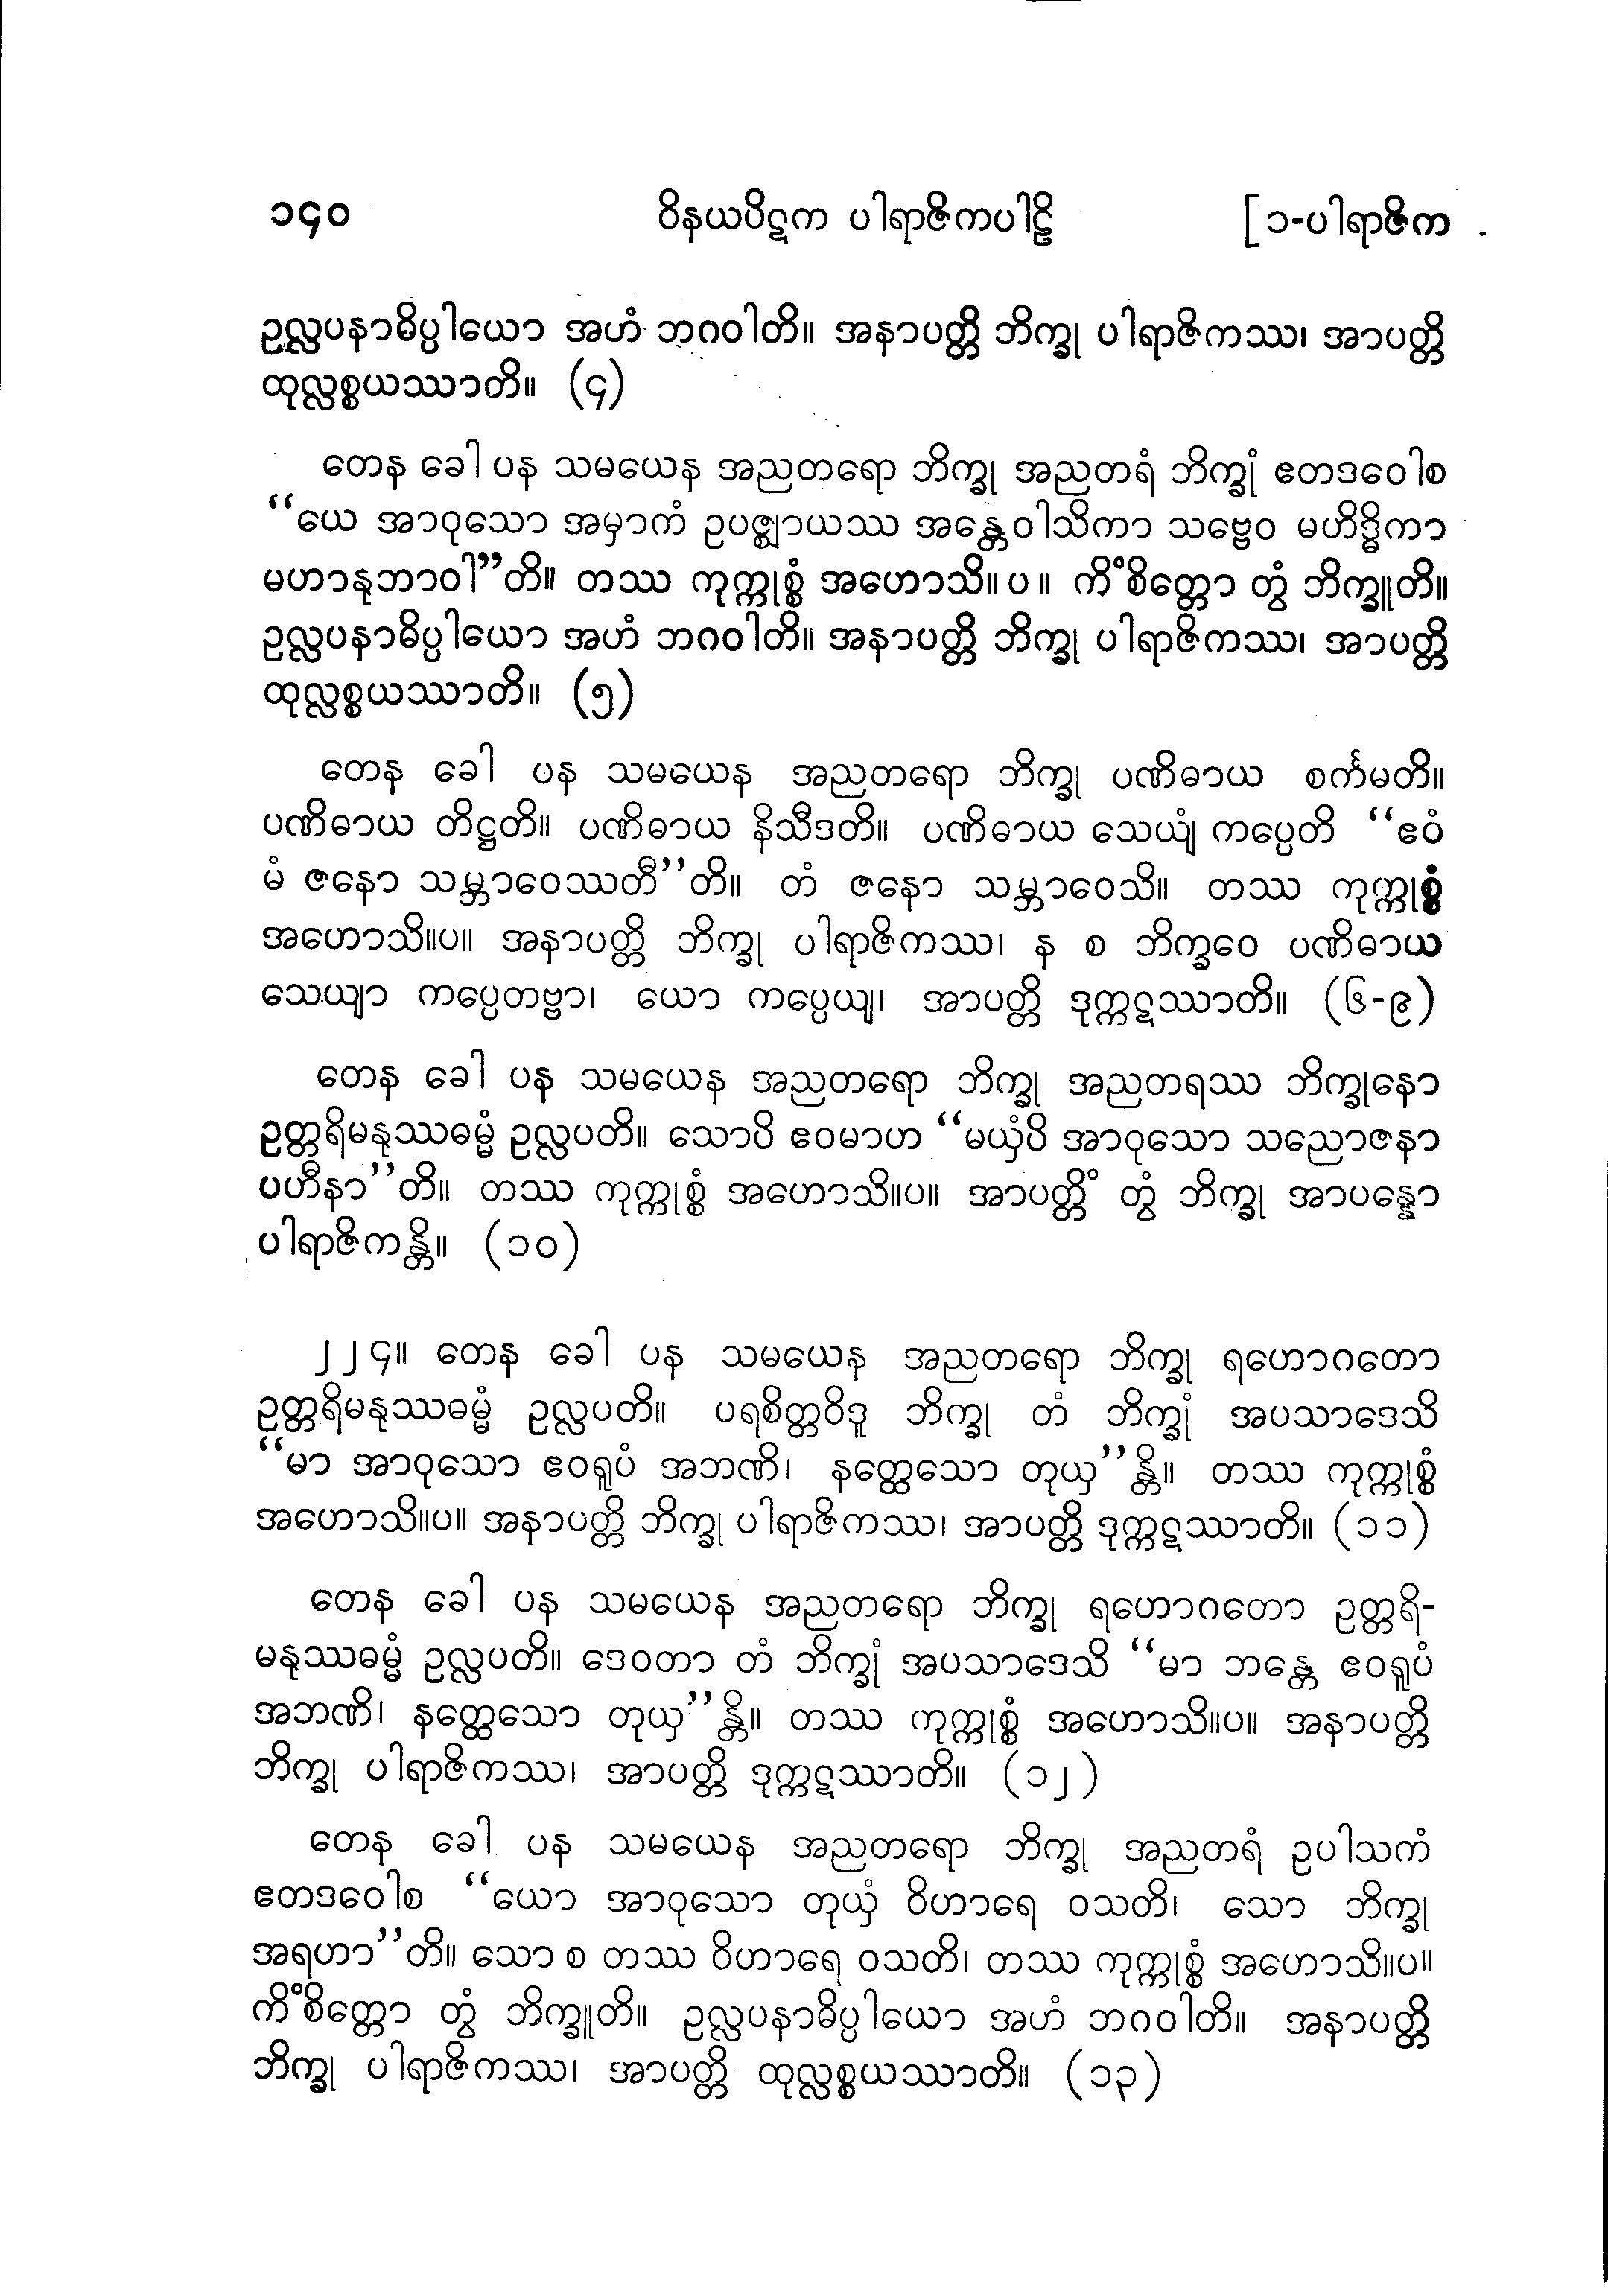 ၁၄၀ ဝိနယပိဋက ပါရာဇိကပါဠိ [ ၁-ပါရာဇိက
ဥလ္လပနာဓိပ္ပါယော အဟံ ဘဂဝါတိ။ အနာပတ္တိ ဘိက္ခု ပါရာဇိကဿ၊ အာပတ္တိ
ထုလ္လစ္စယဿာတိ။ (၄)
တေန ခေါ ပန သမယေန အညတရော ဘိက္ခု အညတရံ ဘိက္ခုံ ဧတဒဝေါစ
“ယေ အာဝုသော အမှာကံ ဥပဇ္ဈာယဿ အန္တေဝါသိကာ သဗ္ဗေဝ မဟိဒ္ဓိကာ
မဟာနုဘာဝါ”တိ။ တဿ ကုက္ကုစ္စံ အဟောသိ။ပ။ ကိံစိတ္တော တွံ ဘိက္ခူတိ။
ဥလ္လပနာဓိပ္ပါယော အဟံ ဘဂဝါတိ။ အနာပတ္တိ ဘိက္ခု ပါရာဇိကဿ၊ အာပတ္တိ
ထုလ္လစ္စယဿာတိ။ (၅)
တေန ခေါ ပန သမယေန အညတရော ဘိက္ခု ပဏိဓာယ စင်္ကမတိ။
ပဏိဓာယ တိဋ္ဌတိ။ ပဏိဓာယ နိသီဒတိ။ ပဏိဓာယ သေယျံ ကပ္ပေတိ “ဧဝံ
မံ ဇနော သမ္ဘာဝေဿတီ”တိ။ တံ ဇနော သမ္ဘာဝေသိ။ တဿ ကုက္ကုစ္စံ
အဟောသိ။ပ။ အနာပတ္တိ ဘိက္ခု ပါရာဇိကဿ၊ န စ ဘိက္ခဝေ ပဏိဓာယ
သေယျာ ကပ္ပေတဗ္ဗာ၊ ယော ကပ္ပေယျ၊ အာပတ္တိ ဒုက္ကဋဿာတိ။ (၆-၉)
တေန ခေါ ပန သမယေန အညတရော ဘိက္ခု အညတရဿ ဘိက္ခုနော
ဥတ္တရိမနုဿဓမ္မံ ဥလ္လပတိ။ သောပိ ဧဝမာဟ “မယှံပိ အာဝုသော သညောဇနာ
ပဟီနာ”တိ။ တဿ ကုက္ကုစ္စံ အဟောသိ။ပ။ အာပတ္တိံ တွံ ဘိက္ခု အာပန္နော
ပါရာဇိကန္တိ။ (၁၀)
၂၂၄။ တေန ခေါ ပန သမယေန အညတရော ဘိက္ခု ရဟောဂတော
ဥတ္တရိမနုဿဓမ္မံ ဥလ္လပတိ။ ပရစိတ္တဝိဒူ ဘိက္ခု တံ ဘိက္ခုံ အပသာဒေသိ
“မာ အာဝုသော ဧဝရူပံ အဘဏိ၊ နတ္ထေသော တုယှ”န္တိ။ တဿ ကုက္ကုစ္စံ
အဟောသိ။ပ။ အနာပတ္တိ ဘိက္ခု ပါရာဇိကဿ၊ အာပတ္တိ ဒုက္ကဋဿာတိ။ (၁၁)
တေန ခေါ ပန သမယေန အညတရော ဘိက္ခု ရဟောဂတော ဥတ္တရိ-
မနုဿဓမ္မံ ဥလ္လပတိ။ ဒေဝတာ တံ ဘိက္ခုံ အပသာဒေသိ “မာ ဘန္တေ ဧဝရူပံ
အဘဏိ၊ နတ္ထေသော တုယှ”န္တိ။ တဿ ကုက္ကုစ္စံ အဟောသိ။ပ။ အနာပတ္တိ
ဘိက္ခု ပါရာဇိကဿ၊ အာပတ္တိ ဒုက္ကဋဿာတိ။ (၁၂)
တေန ခေါ ပန သမယေန အညတရော ဘိက္ခု အညတရံ ဥပါသကံ
ဧတဒဝေါစ “ယော အာဝုသော တုယှံ ဝိဟာရေ ဝသတိ၊ သော ဘိက္ခု
အရဟာ”တိ။ သော စ တဿ ဝိဟာရေ ဝသတိ၊ တဿ ကုက္ကုစ္စံ အဟောသိ။ပ။
ကိံစိတ္တော တွံ ဘိက္ခူတိ။ ဥလ္လပနာဓိပ္ပါယော အဟံ ဘဂဝါတိ။ အနာပတ္တိ
ဘိက္ခု ပါရာဇိကဿ၊ အာပတ္တိ ထုလ္လစ္စယဿာတိ။ (၁၃)